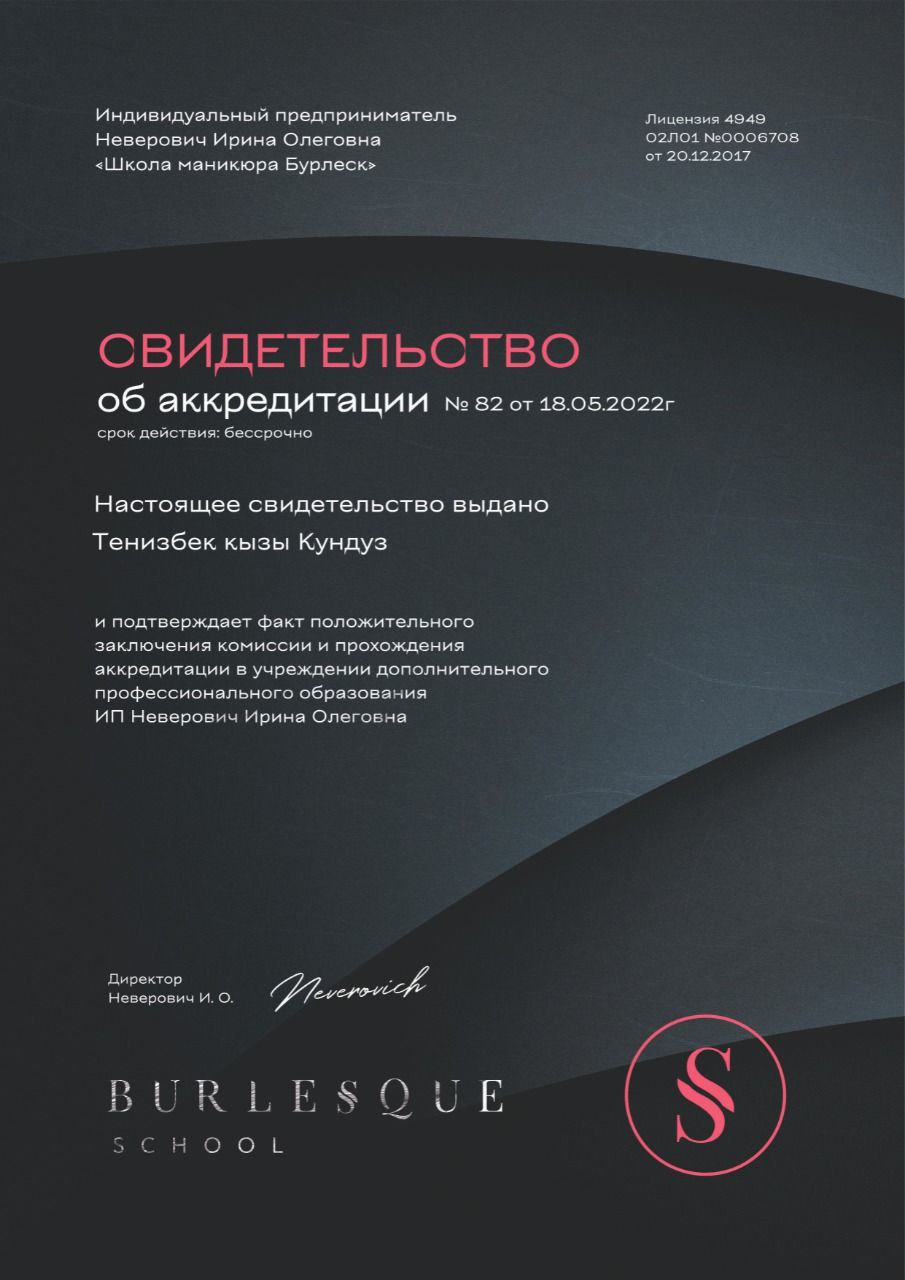 Индивидуальный предприниматель
Неверович Ирина Олеговна
«Школа маникюра Бурлеск»
Лицензия 4949
02Л01 №0006708
от 20.12.2017
СВИДЕТЕЛЬСТВО
об аккредитации № 82 от 18.05.2022г
срок действия: бессрочно
Настоящее свидетельство выдано
Тенизбек кызы Кундуз
и подтверждает факт положительного
заключения комиссии и прохождения
аккредитации в учреждении дополнительного
профессионального образования
ИП Неверович Ирина Олеговна
Директор
Неверович И. О.
Neverovich
BURLESQUE
SCHOOL
S